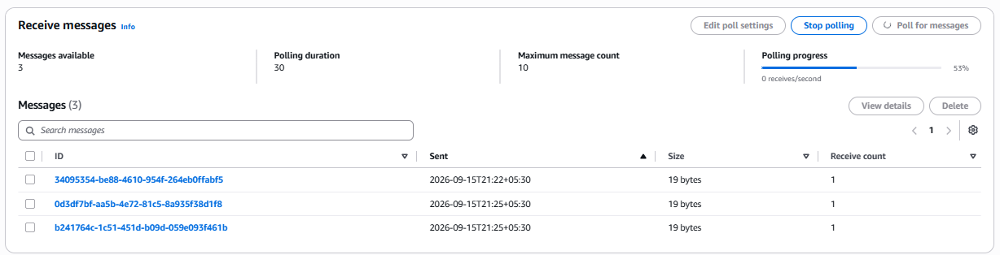 Receive messages Info Edit poll settings Stop polling Poll for messages
Messages available Polling duration Maximum message count Polling progress
3 30 10 53%
0 receives/second
Messages (3) View details Delete
Search messages 1
ID Sent Size Receive count
34095354-be88-4610-954f-264eb0ffabf5 2026-09-15T21:22+05:30 19 bytes 1
0d3df7bf-aa5b-4e72-81c5-8a935f38d1f8 2026-09-15T21:25+05:30 19 bytes 1
b241764c-1c51-451d-b09d-059e093f461b 2026-09-15T21:25+05:30 19 bytes 1